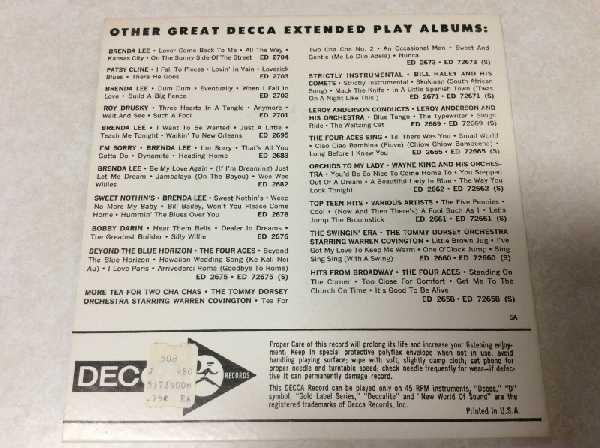 OTHER GREAT DECCA EXTENDED PLAY ALBUMS:
BRENDA LEE • Lover Come Back To Me • All The Way •
Kansas City • On The Sunny Side Of The Street ED 2704
PATSY CLINE • I Fall To Pieces • Lovin' In Vain • Lovesick
Blues • There He Goes ED 2703
BRENDA LEE • Dum Dum • Eventually • When I Fall In
Love • Build A Big Fence ED 2702
ROY DRUSKY • Three Hearts In A Tangle • Anymore •
Wait And See • Such A Fool ED 2701
BRENDA LEE • I Want To Be Wanted • Just A Little •
Teach Me Tonight • Walkin' To New Orleans ED 2695
I'M SORRY • BRENDA LEE • I'm Sorry • That's All You
Gotta Do • Dynamite • Heading Home ED 2683
BRENDA LEE • Be My Love Again • (If I'm Dreaming) Just
Let Me Dream • Jambalaya (On The Bayou) • Wee Wee
Willies ED 2682
SWEET NOTHIN'S • BRENDA LEE • Sweet Nothin's • Weep
No More My Baby • Bill Bailey, Won't You Please Come
Home • Hummin' The Blues Over You ED 2678
BOBBY DARIN • Hear Them Bells • Dealer In Dreams •
The Greatest Builder • Silly Willie ED 2676
BEYOND THE BLUE HORIZON • THE FOUR ACES • Beyond
The Blue Horizon • Hawaiian Wedding Song (Ke Kali Nei
Au) • I Love Paris • Arrivederci Roma (Goodbye To Rome)
ED 2675 • ED 72675 (S)
MORE TEN FOR TWO CHA CHAS • THE TOMMY DORSEY
ORCHESTRA STARRING WARREN COVINGTON • Tea For
Two Cha Cha No. 2 • An Occasional Man • Sweet And
Gentle (Me Lo Dice Adela) •
ED 2673 • ED 72673 (S)
STRICTLY INSTRUMENTAL • BILL HALEY AND HIS
COMETS • Strictly Instrumental • Skokiaan (South African
Song) • Mack The Knife • In A Little Spanish Town ('Twas
On A Night Like This) ED 2671 • ED 72671 (S)
LEROY ANDERSON CONDUCTS • LEROY ANDERSON AND
HIS ORCHESTRA • Blue Tango • The Typewriter • Sleigh
Ride • The Waltzing Cat ED 2669 • ED 72669 (S)
THE FOUR ACES SING • Till There Was You • Small World
• Ciao Ciao Bambina (Piove) (Chiow Chiow Bambeena) •
Long Before I Knew You ED 2665 • ED 72665 (S)
ORCHIDS TO MY LADY • WAYNE KING AND HIS ORCHES-
TRA • You'd Be So Nice To Come Home To • You Stepped
Out Of A Dream • A Beautiful Lady In Blue • The Way You
Look Tonight ED 2662 • ED 72662 (S)
TOP TEEN HITS • VARIOUS ARTISTS • The Five Pennies •
Cool • (Now And Then There's) A Fool Such As I • Let's
Jump The Broomstick ED 2661 • ED 72661 (S)
THE SWINGIN' ERA • THE TOMMY DORSEY ORCHESTRA
STARRING WARREN COVINGTON • Little Brown Jug • I've
Got My Love To Keep Me Warm • One O'Clock Jump • Sing
Sing Sing (With A Swing) ED 2660 • ED 72660 (S)
HITS FROM BROADWAY • THE FOUR ACES • Standing On
The Corner • Too Close For Comfort • Get Me To The
Church On Time • It's Good To Be Alive
ED 2658 • ED 72658 (S)
DEC
RECORDS
Proper Care of this record will prolong its life and increase your listening enjoy-
ment. Keep in special protective polyflax envelope when not in use, avoid
handling playing surface; wipe with soft, slightly damp cloth, set phono for
proper needle and turntable speed; check needle frequently for wear—if defec-
tive it can permanently damage record.
This DECCA Record can be played only on 45 RPM instruments, "Decca," "D"
symbol, "Gold Label Series," "Deccalite" and "New World Of Sound" are the
registered trademarks of Decca Records, Inc.
Printed in U.S.A.